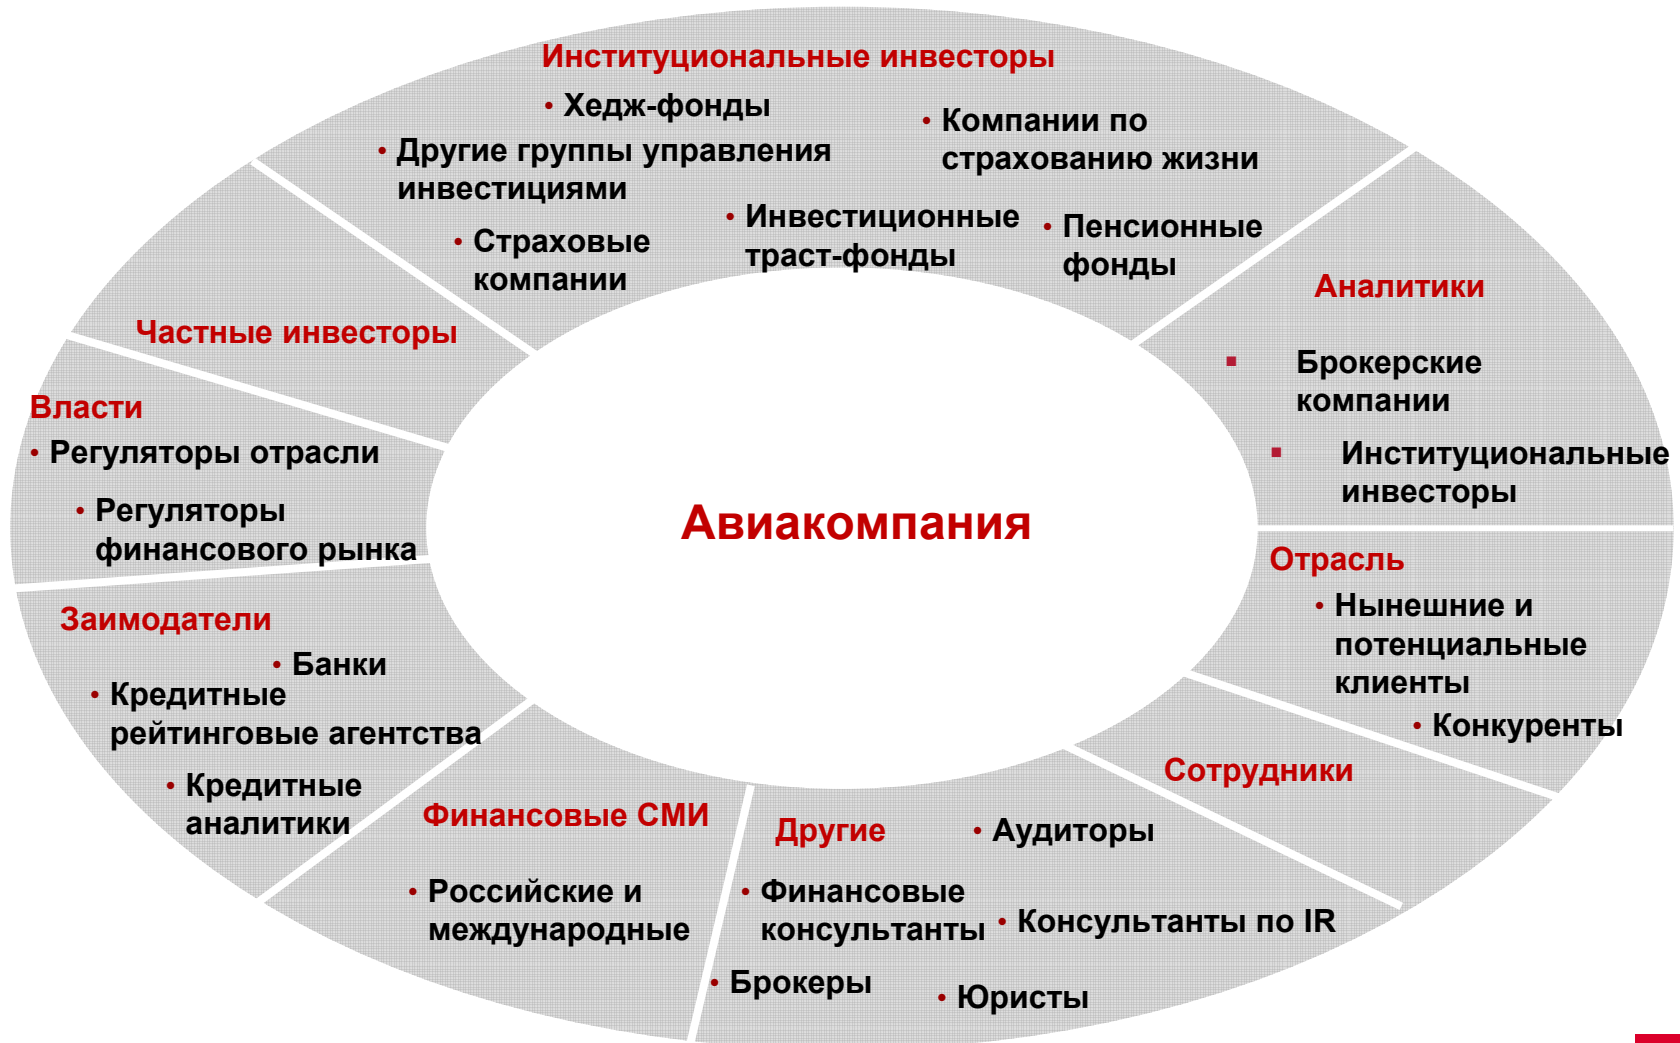 Институциональные инвесторы
• Хедж-фонды
• Компании по
страхованию жизни
• Другие группы управления
инвестициями
• Инвестиционные
траст-фонды
• Пенсионные
фонды
• Страховые
компании
Аналитики
▪ Брокерские
компании
▪ Институциональные
инвесторы
Частные инвесторы
Власти
• Регуляторы отрасли
• Регуляторы
финансового рынка
Авиакомпания
Отрасль
• Нынешние и
потенциальные
клиенты
• Конкуренты
Заимодатели
• Банки
• Кредитные
рейтинговые агентства
• Кредитные
аналитики
Сотрудники
Финансовые СМИ
• Российские и
международные
Другие
• Аудиторы
• Финансовые
консультанты
• Консультанты по IR
• Брокеры
• Юристы